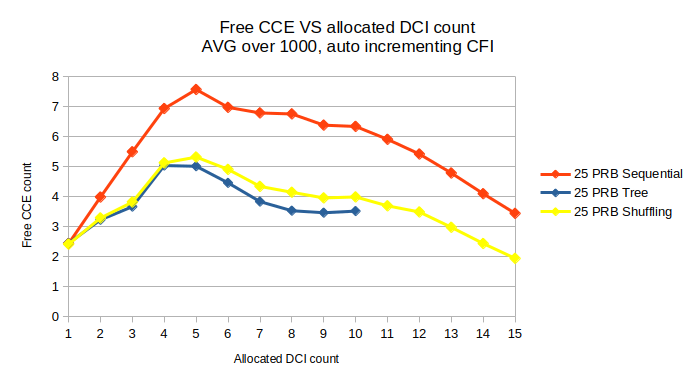 Free CCE VS allocated DCI count
AVG over 1000, auto incrementing CFI
8
7
6
5
4
3
2
1
0
Free CCE count
1 2 3 4 5 6 7 8 9 10 11 12 13 14 15
Allocated DCI count
25 PRB Sequential
25 PRB Tree
25 PRB Shuffling